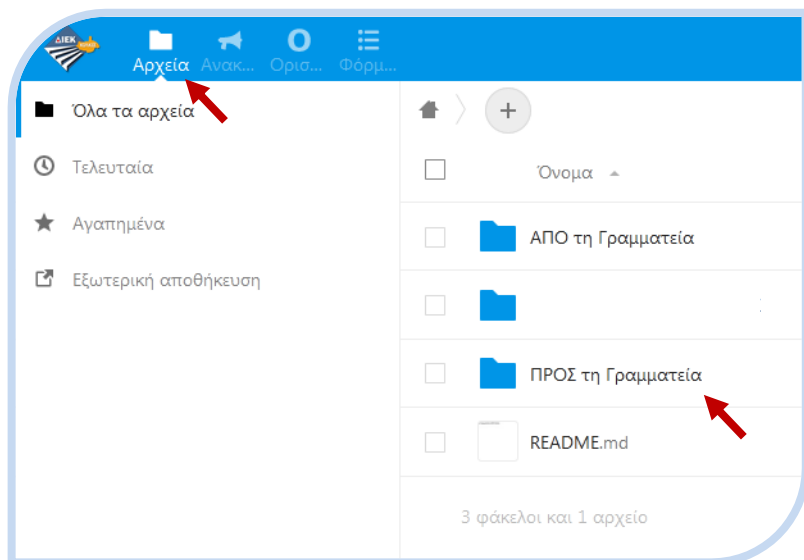 ΔΙΕΚ
Αρχεία Ανακ... Ορισ... Φόρμ...
Όλα τα αρχεία
Τελευταία
Αγαπημένα
Εξωτερική αποθήκευση
Όνομα
ΑΠΟ τη Γραμματεία
ΠΡΟΣ τη Γραμματεία
README.md
3 φάκελοι και 1 αρχείο